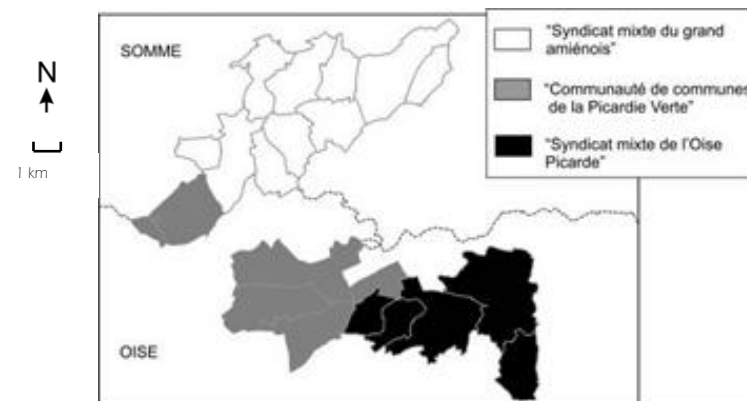 SOMME
"Syndicat mixte du grand
amiénois"
"Communauté de communes
de la Picardie Verte"
"Syndicat mixte de l'Oise
Picarde"
N
1 km
OISE